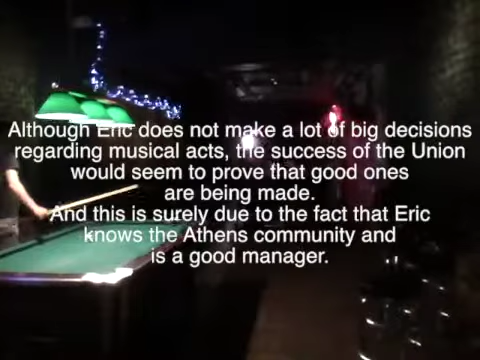 Although Eric does not make a lot of big decisions
regarding musical acts, the success of the Union
would seem to prove that good ones
are being made.
And this is surely due to the fact that Eric
knows the Athens community and
is a good manager.